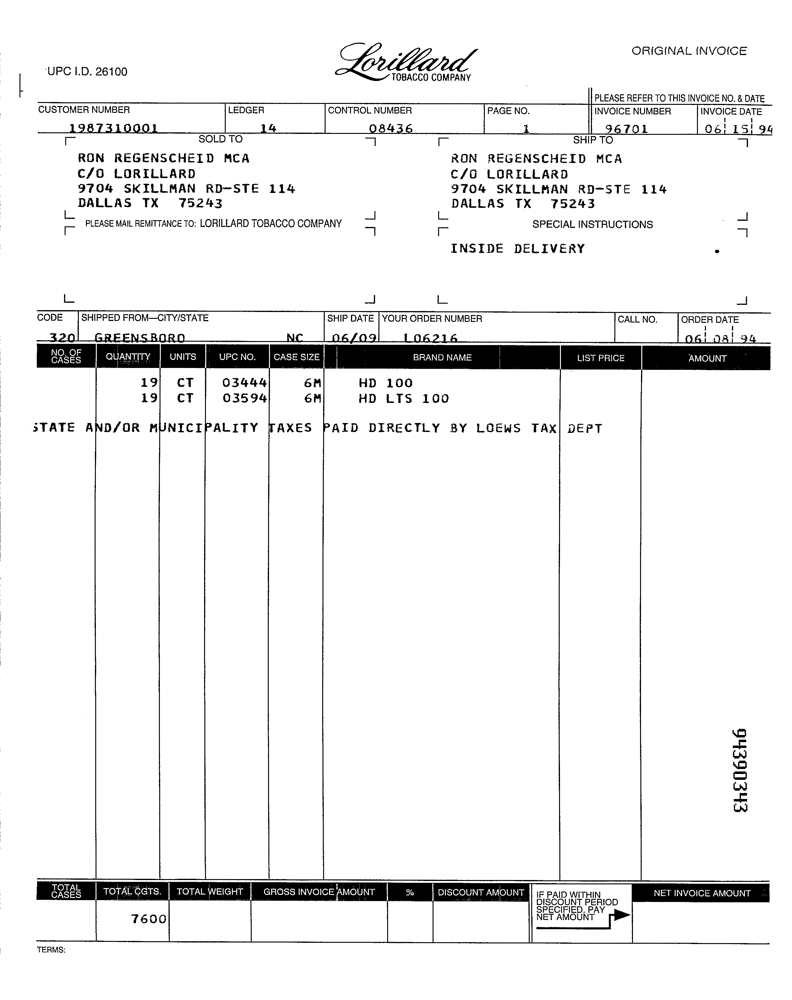 ORIGINAL INVOICE
UPC I.D. 26100
Lorillard
TOBACCO COMPANY
PLEASE REFER TO THIS INVOICE NO. & DATE
CUSTOMER NUMBER LEDGER CONTROL NUMBER PAGE NO. INVOICE NUMBER INVOICE DATE
1987310001 14 08436 1 96701 06 15 94
SOLD TO SHIP TO
RON REGENSCHEID MCA RON REGENSCHEID MCA
C/O LORILLARD C/O LORILLARD
9704 SKILLMAN RD-STE 114 9704 SKILLMAN RD-STE 114
DALLAS TX 75243 DALLAS TX 75243
PLEASE MAIL REMITTANCE TO: LORILLARD TOBACCO COMPANY SPECIAL INSTRUCTIONS
INSIDE DELIVERY
CODE SHIPPED FROM—CITY/STATE SHIP DATE YOUR ORDER NUMBER CALL NO. ORDER DATE
320 GREENSBORO NC 06/09 L06216 06 08 94
NO. OF CASES QUANTITY UNITS UPC NO. CASE SIZE BRAND NAME LIST PRICE AMOUNT
19 CT 03444 6M HD 100
19 CT 03594 6M HD LTS 100
STATE AND/OR MUNICIPALITY TAXES PAID DIRECTLY BY LOEWS TAX DEPT
94390343
TOTAL CASES TOTAL CGTS. TOTAL WEIGHT GROSS INVOICE AMOUNT % DISCOUNT AMOUNT IF PAID WITHIN DISCOUNT PERIOD SPECIFIED, PAY NET AMOUNT NET INVOICE AMOUNT
7600
TERMS: